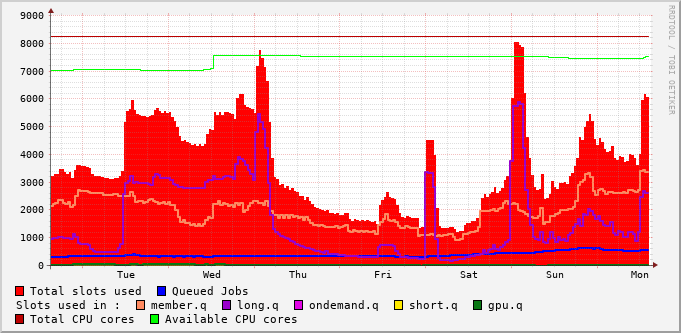 9000
8000
7000
6000
5000
4000
3000
2000
1000
0
Tue Wed Thu Fri Sat Sun Mon
RRDTOOL / TOBI OETIKER
Total slots used Queued Jobs
Slots used in : member.q long.q ondemand.q short.q gpu.q
Total CPU cores Available CPU cores